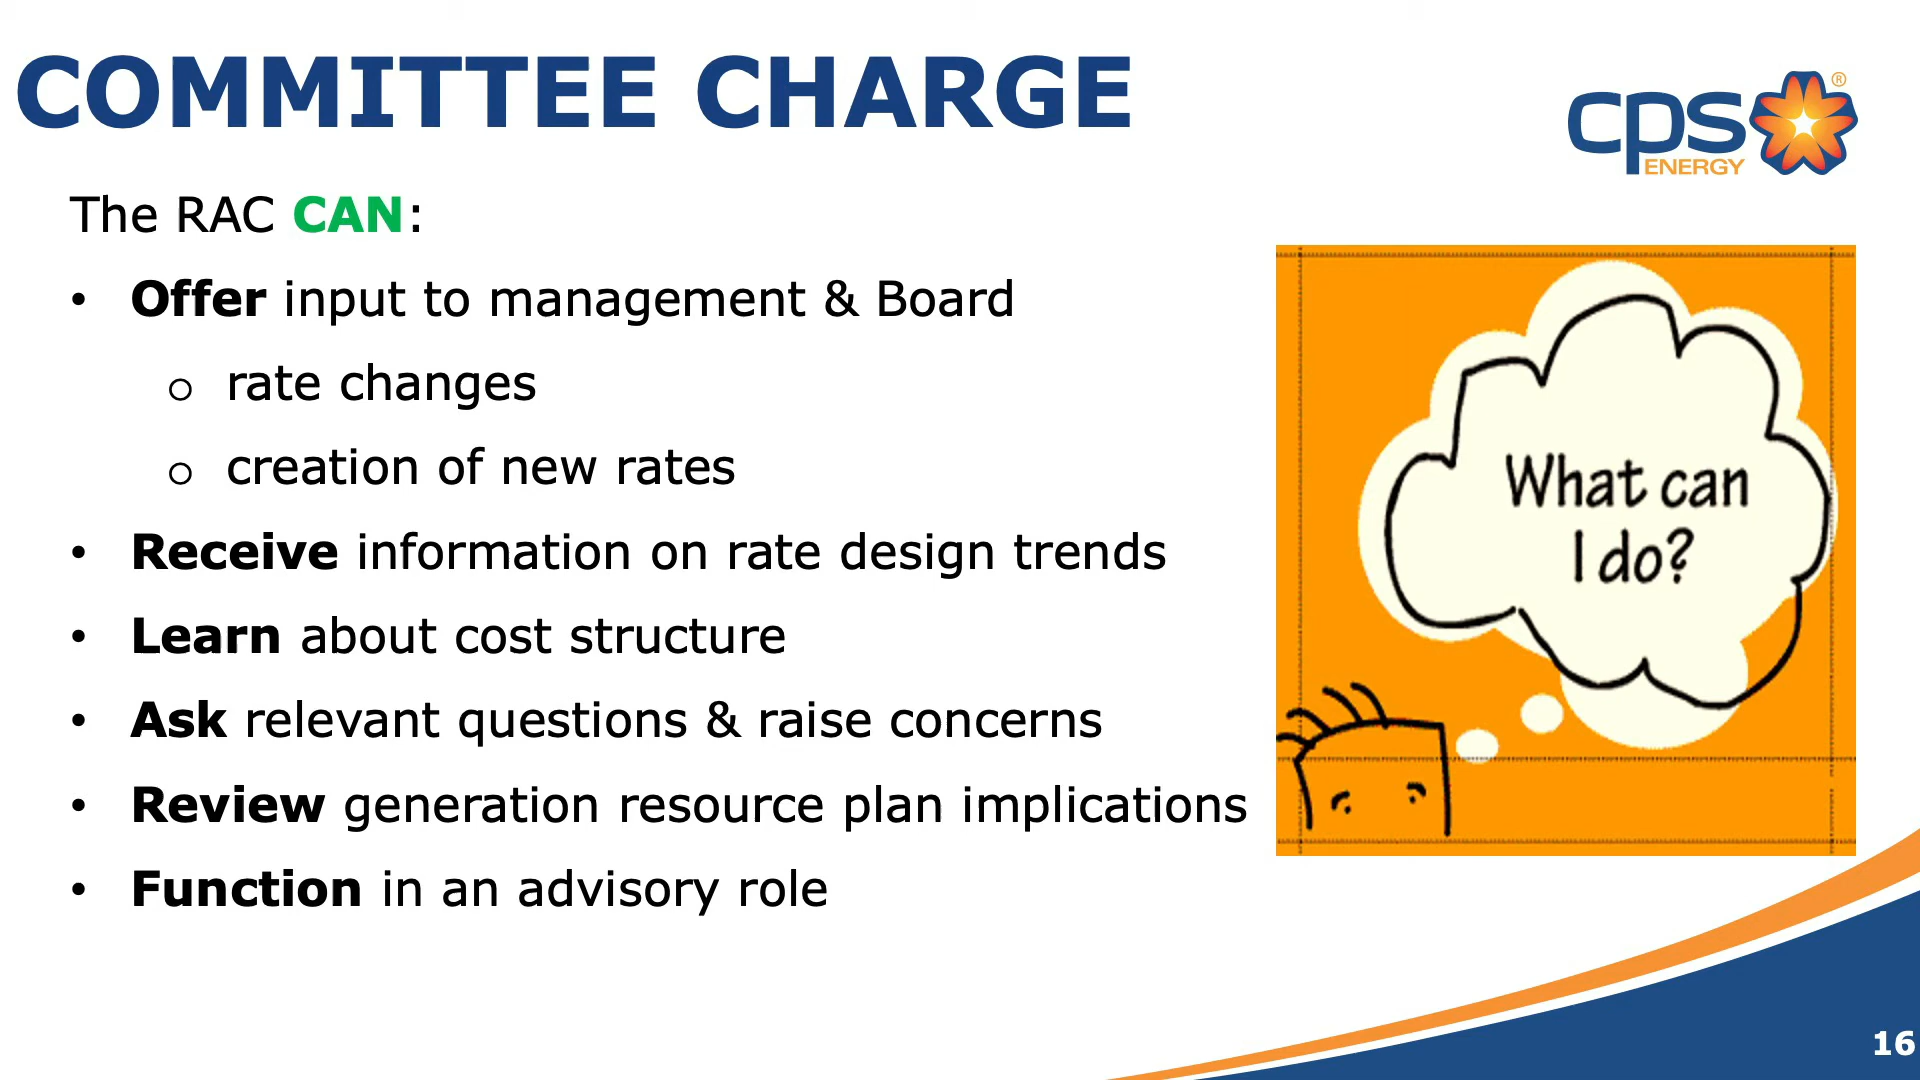 COMMITTEE CHARGE
cps
ENERGY
®
The RAC CAN:
• Offer input to management & Board
o rate changes
o creation of new rates
• Receive information on rate design trends
• Learn about cost structure
• Ask relevant questions & raise concerns
• Review generation resource plan implications
• Function in an advisory role
What can
I do?
16